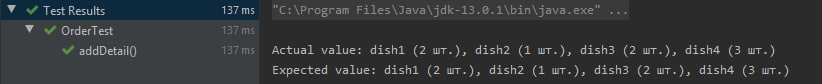 Test Results 137 ms
OrderTest 137 ms
addDetail() 137 ms
"C:\Program Files\Java\jdk-13.0.1\bin\java.exe" ...
Actual value: dish1 (2 шт.), dish2 (1 шт.), dish3 (2 шт.), dish4 (3 шт.)
Expected value: dish1 (2 шт.), dish2 (1 шт.), dish3 (2 шт.), dish4 (3 шт.)